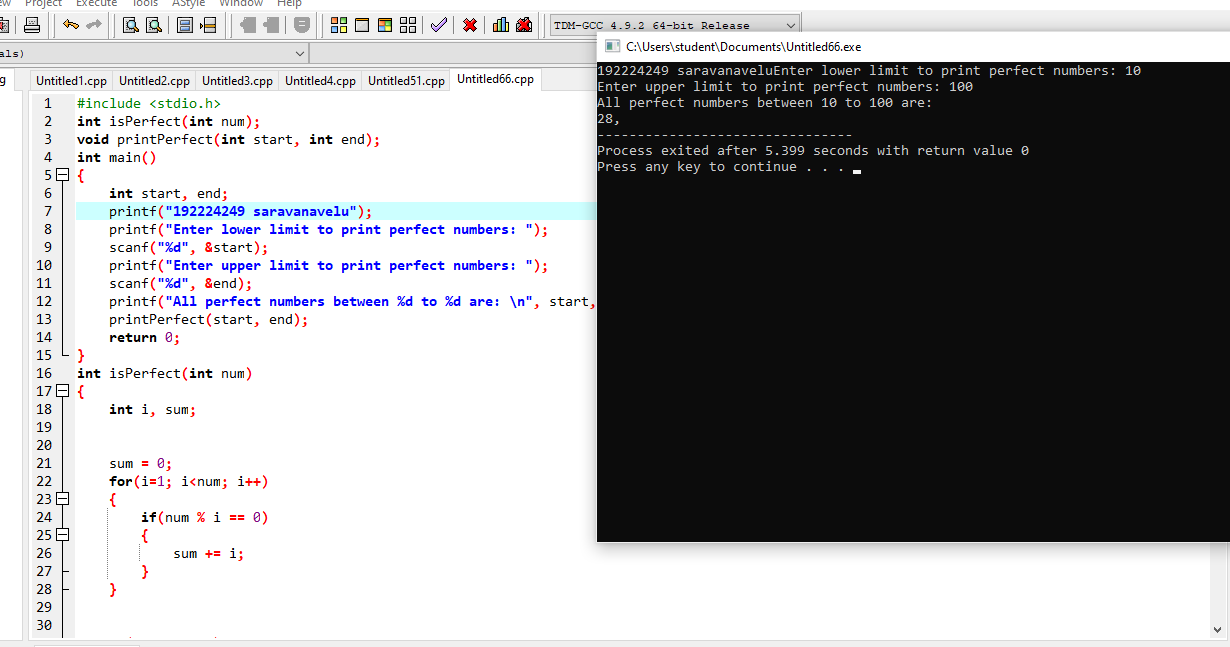 Project Execute Tools AStyle Window Help
TDM-GCC 4.9.2 64-bit Release
als)
Untitled1.cpp Untitled2.cpp Untitled3.cpp Untitled4.cpp Untitled51.cpp Untitled66.cpp
1 #include <stdio.h>
2 int isPerfect(int num);
3 void printPerfect(int start, int end);
4 int main()
5 {
6 int start, end;
7 printf("192224249 saravanavelu");
8 printf("Enter lower limit to print perfect numbers: ");
9 scanf("%d", &start);
10 printf("Enter upper limit to print perfect numbers: ");
11 scanf("%d", &end);
12 printf("All perfect numbers between %d to %d are: \n", start,
13 printPerfect(start, end);
14 return 0;
15 }
16 int isPerfect(int num)
17 {
18 int i, sum;
19
20
21 sum = 0;
22 for(i=1; i<num; i++)
23 {
24 if(num % i == 0)
25 {
26 sum += i;
27 }
28 }
29
30
C:\Users\student\Documents\Untitled66.exe
192224249 saravanaveluEnter lower limit to print perfect numbers: 10
Enter upper limit to print perfect numbers: 100
All perfect numbers between 10 to 100 are:
28,
--------------------------------
Process exited after 5.399 seconds with return value 0
Press any key to continue . . .